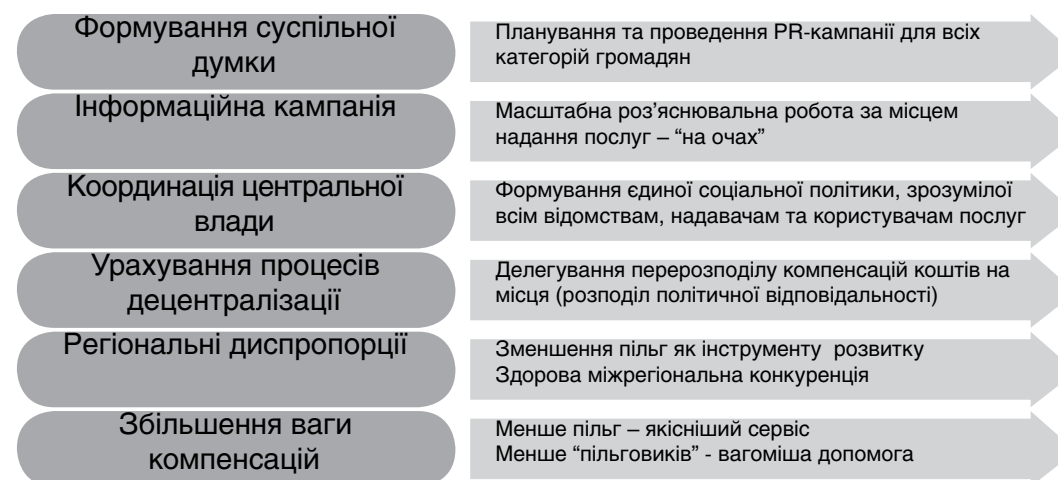 Формування суспільної
думки
Планування та проведення PR-кампанії для всіх
категорій громадян
Інформаційна кампанія
Масштабна роз’яснювальна робота за місцем
надання послуг – “на очах”
Координація центральної
влади
Формування єдиної соціальної політики, зрозумілої
всім відомствам, надавачам та користувачам послуг
Урахування процесів
децентралізації
Делегування перерозподілу компенсацій коштів на
місця (розподіл політичної відповідальності)
Регіональні диспропорції
Зменшення пільг як інструменту розвитку
Здорова міжрегіональна конкуренція
Збільшення ваги
компенсацій
Менше пільг – якісніший сервіс
Менше “пільговиків” - вагоміша допомога